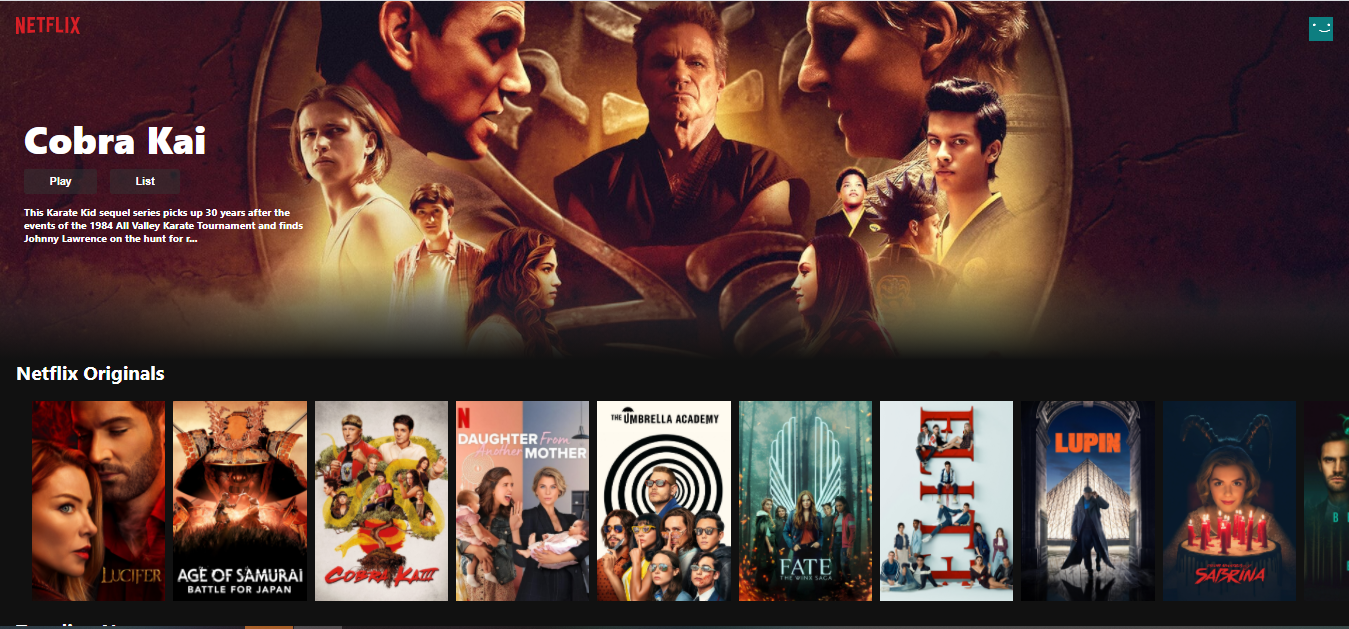 NETFLIX
Cobra Kai
Play
List
This Karate Kid sequel series picks up 30 years after the
events of the 1984 All Valley Karate Tournament and finds
Johnny Lawrence on the hunt for r...
Netflix Originals
LUCIFER
AGE OF SAMURAI
BATTLE FOR JAPAN
COBRA KAI III
N
DAUGHTER From
Another MOTHER
THE UMBRELLA ACADEMY
FATE
THE WINX SAGA
ELITE
LUPIN
SABRINA
B